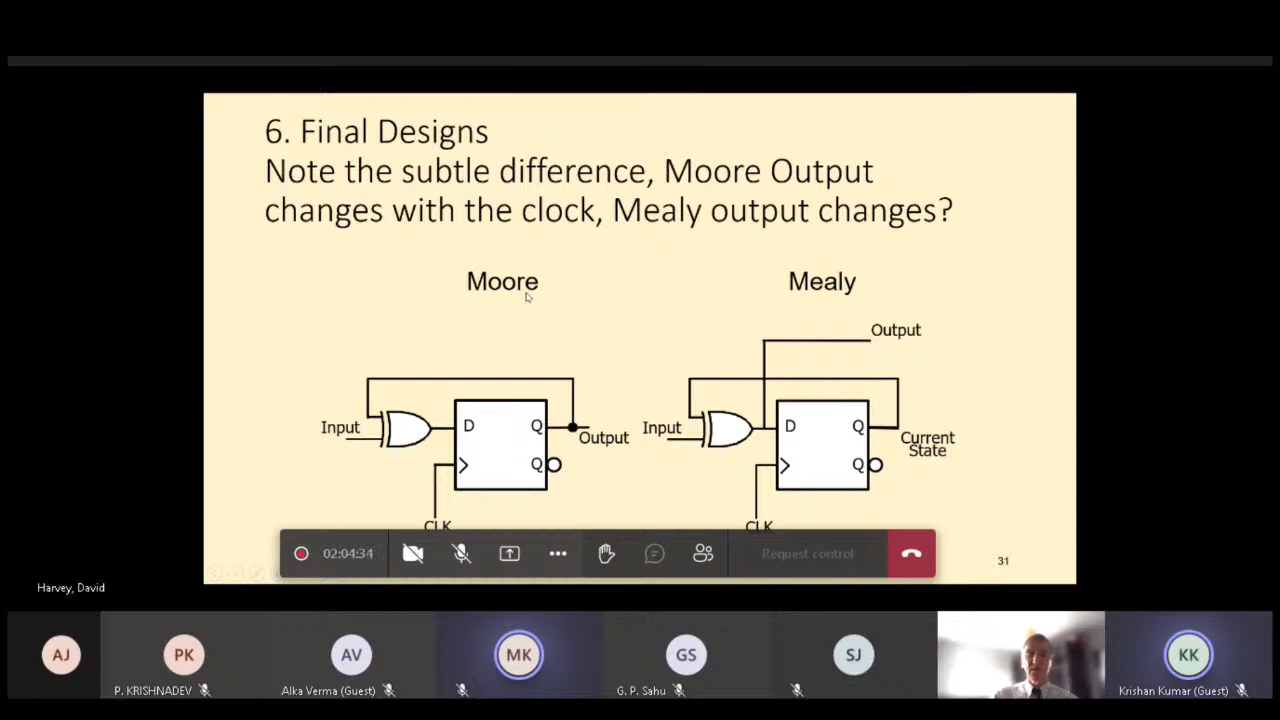 6. Final Designs
Note the subtle difference, Moore Output
changes with the clock, Mealy output changes?
Moore
Mealy
Output
Input
D
Q
Output
Q
CLK
Input
D
Q
Current
State
Q
CLK
02:04:34
Request control
31
Harvey, David
AJ
PK
AV
MK
GS
SJ
KK
P. KRISHNADEV
Alka Verma (Guest)
G. P. Sahu
Krishan Kumar (Guest)